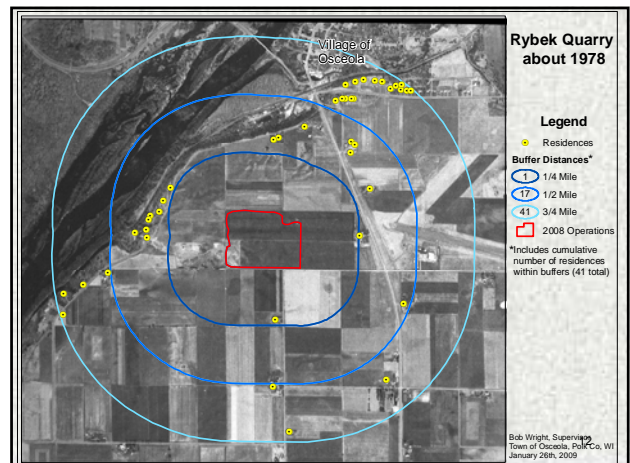 Village of
Osceola
Rybek Quarry
about 1978
Legend
Residences
Buffer Distances*
1 1/4 Mile
17 1/2 Mile
41 3/4 Mile
2008 Operations
*Includes cumulative
number of residences
within buffers (41 total)
Bob Wright, Supervisor
12
Town of Osceola, Polk Co, WI
January 26th, 2009